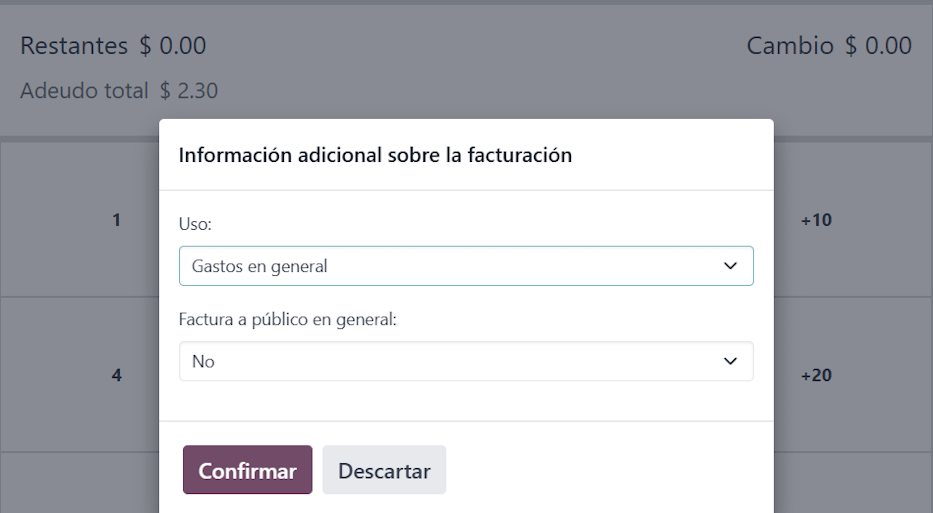 Restantes $ 0.00 Cambio $ 0.00
Adeudo total $ 2.30
Información adicional sobre la facturación
Uso:
1 +10
Gastos en general
Factura a público en general:
No
4 +20
Confirmar Descartar